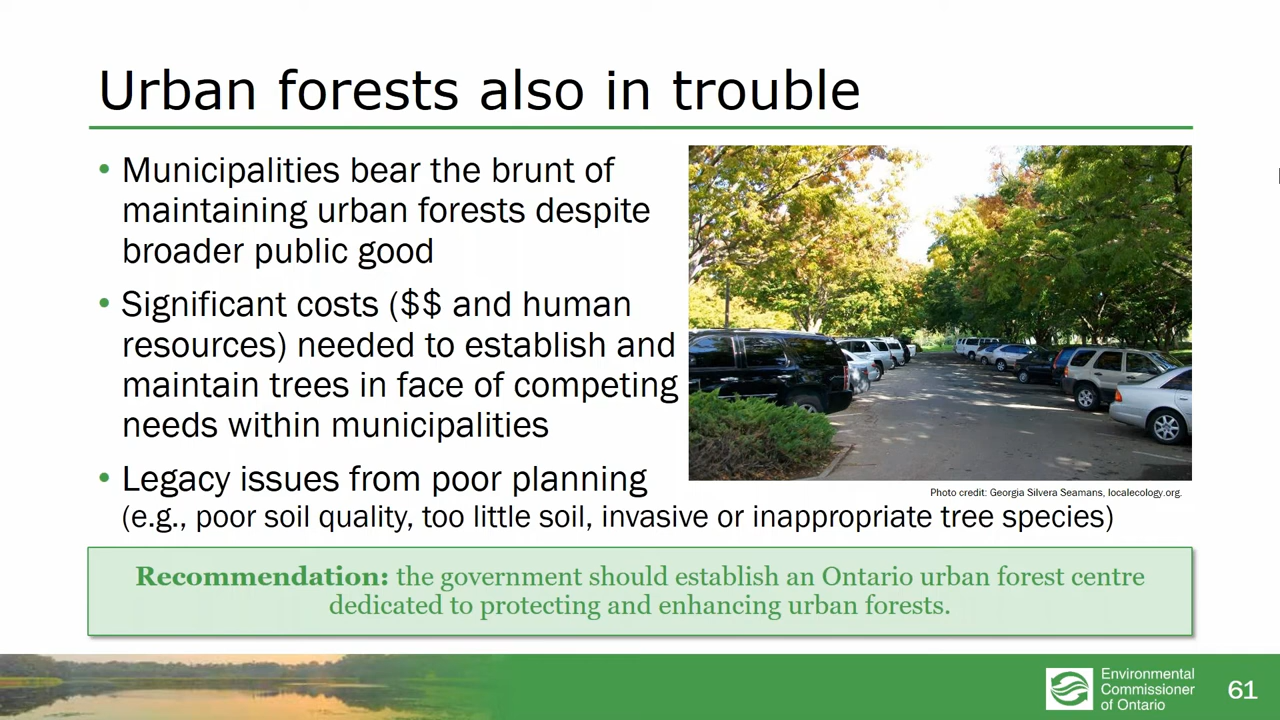 Urban forests also in trouble
• Municipalities bear the brunt of
maintaining urban forests despite
broader public good
• Significant costs ($$ and human
resources) needed to establish and
maintain trees in face of competing
needs within municipalities
• Legacy issues from poor planning
(e.g., poor soil quality, too little soil, invasive or inappropriate tree species)
Photo credit: Georgia Silvera Seamans, localecology.org.
Recommendation: the government should establish an Ontario urban forest centre
dedicated to protecting and enhancing urban forests.
Environmental
Commissioner
of Ontario
61